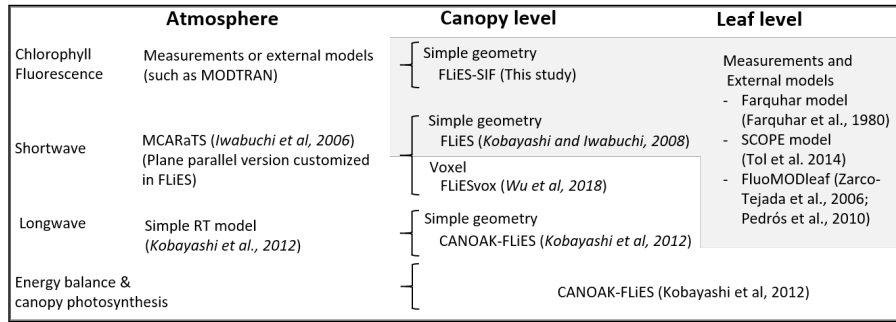 Atmosphere
Canopy level
Leaf level
Chlorophyll
Fluorescence
Measurements or external models
(such as MODTRAN)
Simple geometry
FLiES-SIF (This study)
Measurements and
External models
- Farquhar model
(Farquhar et al., 1980)
- SCOPE model
(Tol et al. 2014)
- FluoMODleaf (Zarco-
Tejada et al., 2006;
Pedrós et al., 2010)
Shortwave
MCARaTS (Iwabuchi et al, 2006)
(Plane parallel version customized
in FLiES)
Simple geometry
FLiES (Kobayashi and Iwabuchi, 2008)
Voxel
FLiESvox (Wu et al, 2018)
Longwave
Simple RT model
(Kobayashi et al., 2012)
Simple geometry
CANOAK-FLiES (Kobayashi et al, 2012)
Energy balance &
canopy photosynthesis
CANOAK-FLiES (Kobayashi et al, 2012)